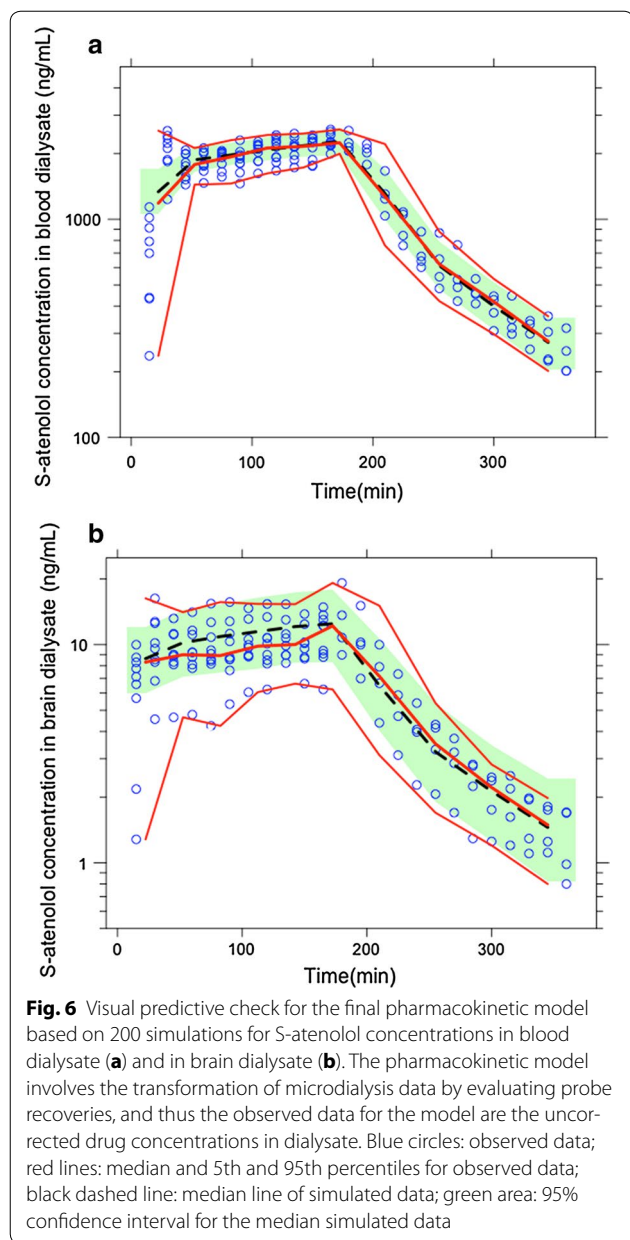 a
S-atenolol concentration in blood dialysate (ng/mL)
1000
100
0 100 200 300
Time(min)
b
S-atenolol concentration in brain dialysate (ng/mL)
10
1
0 100 200 300
Time(min)
Fig. 6 Visual predictive check for the final pharmacokinetic model
based on 200 simulations for S-atenolol concentrations in blood
dialysate (a) and in brain dialysate (b). The pharmacokinetic model
involves the transformation of microdialysis data by evaluating probe
recoveries, and thus the observed data for the model are the uncor-
rected drug concentrations in dialysate. Blue circles: observed data;
red lines: median and 5th and 95th percentiles for observed data;
black dashed line: median line of simulated data; green area: 95%
confidence interval for the median simulated data